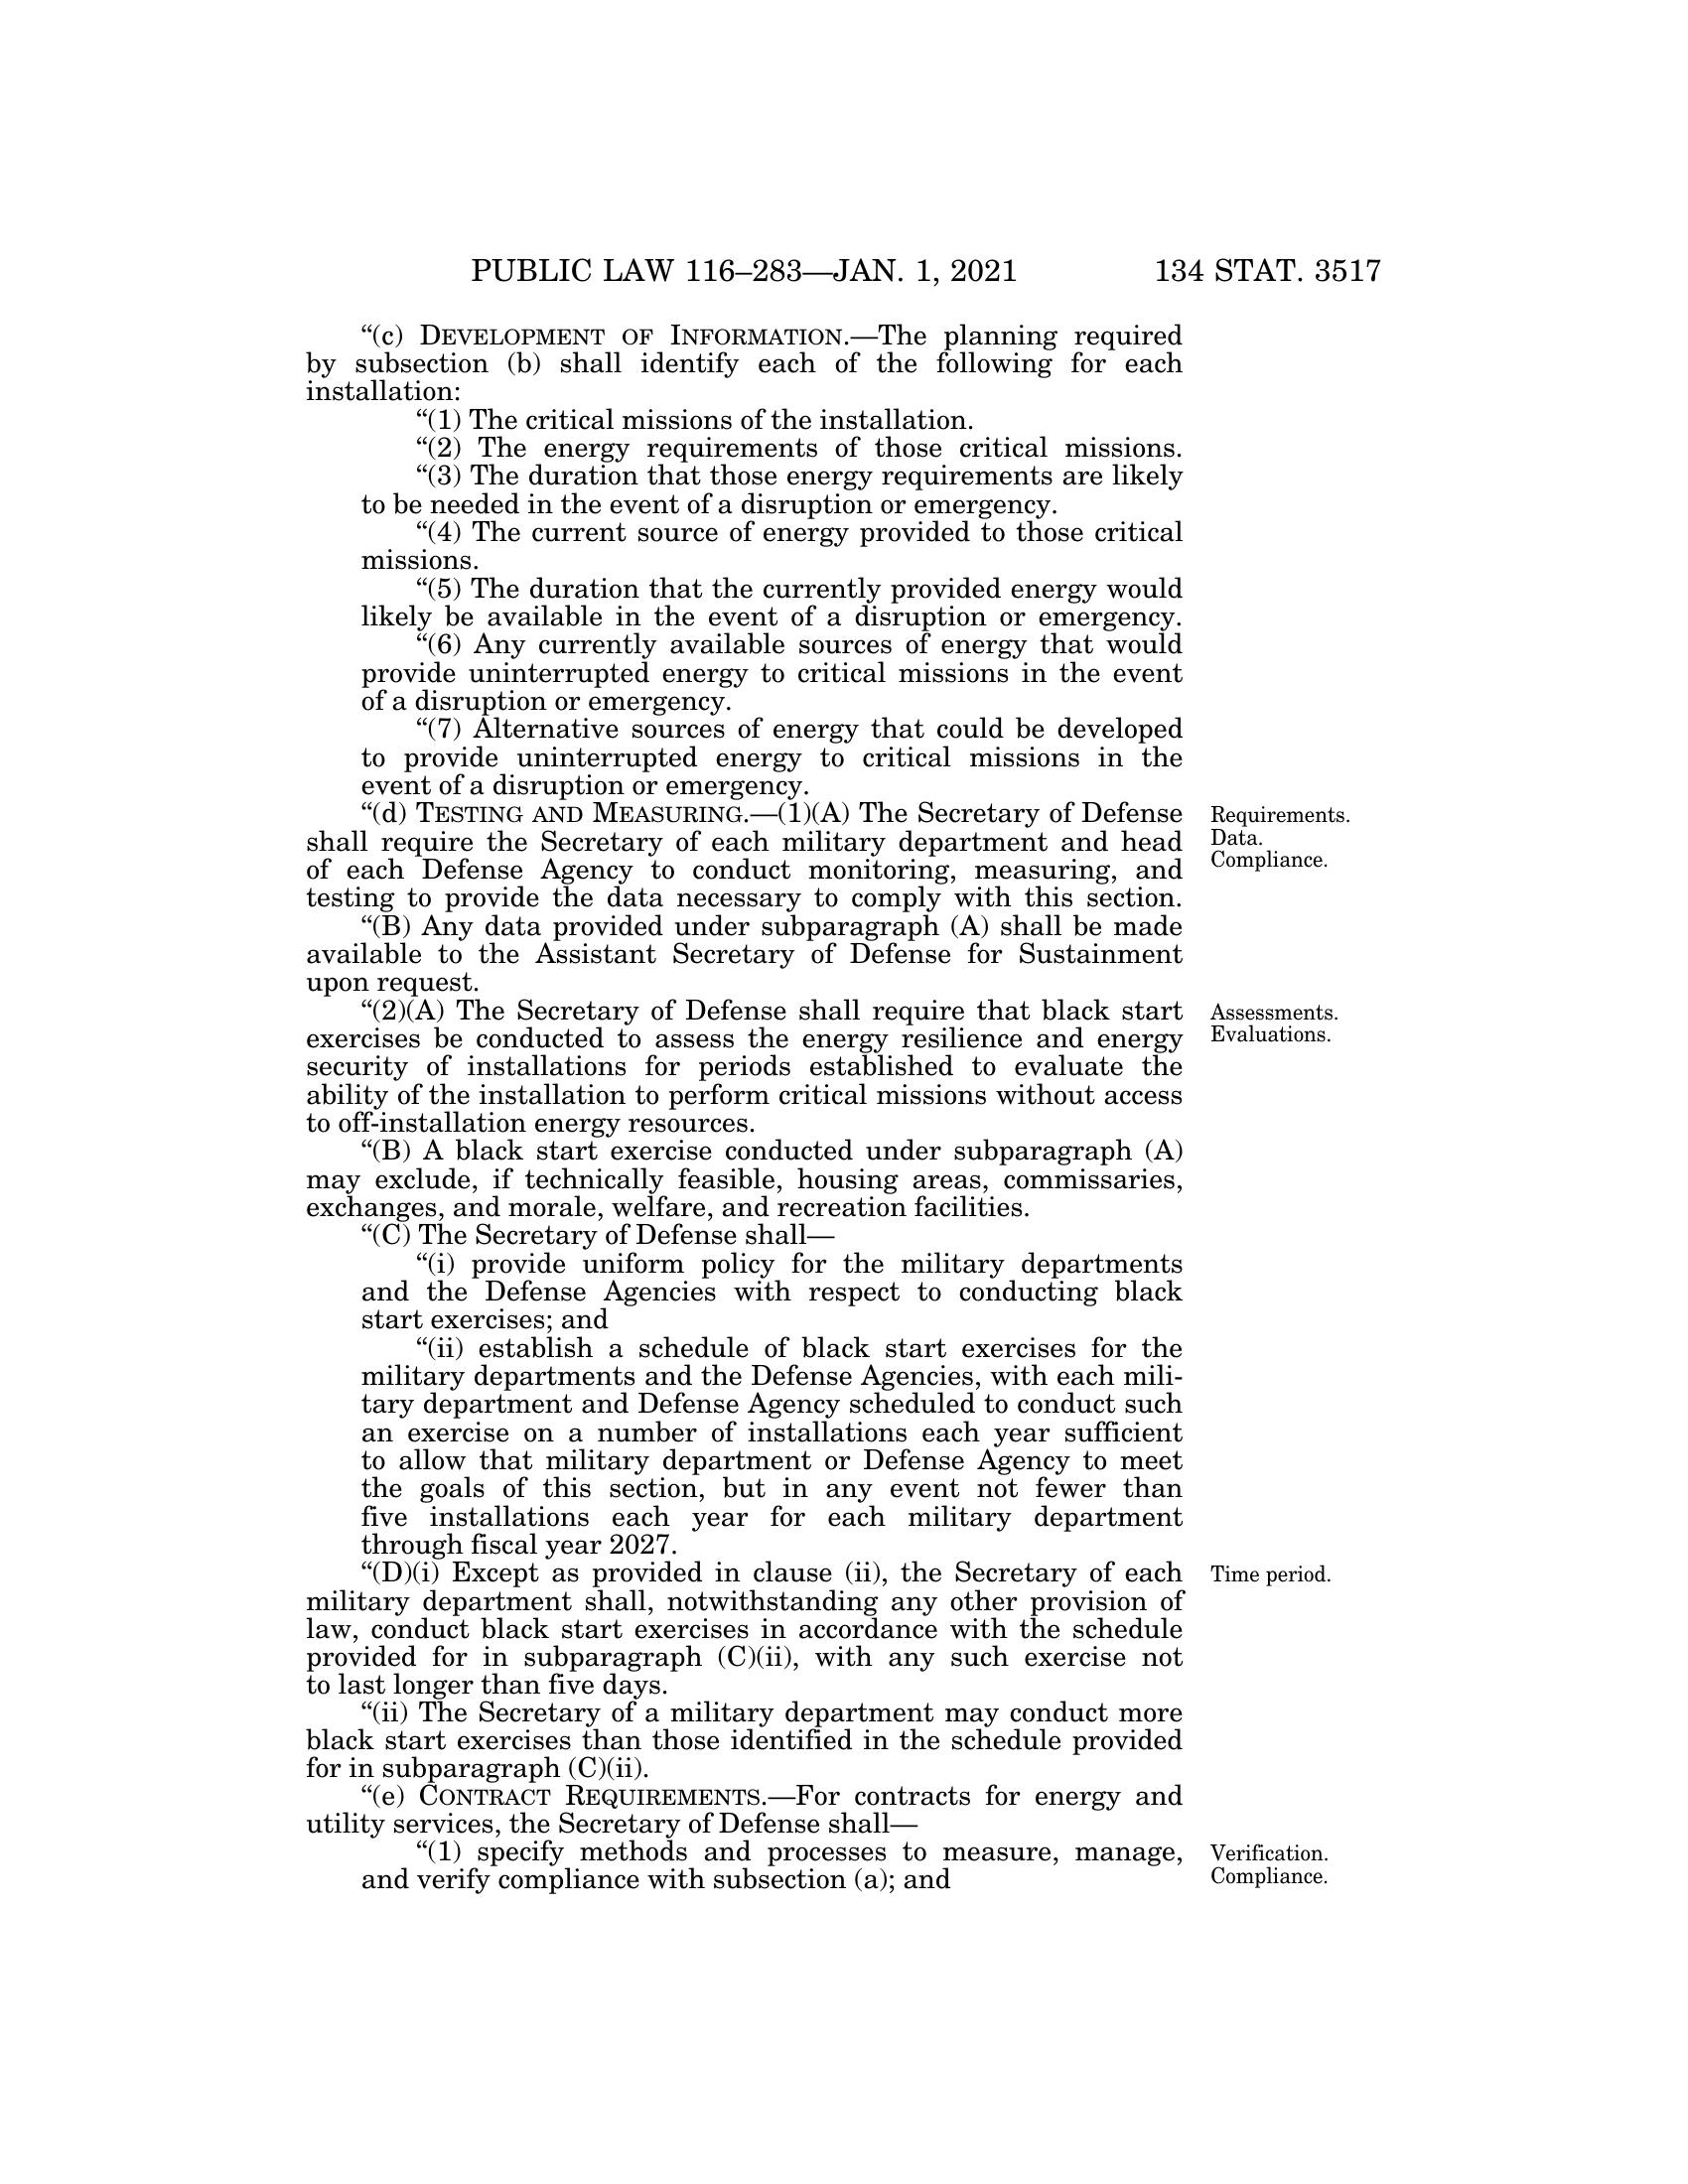 PUBLIC LAW 116–283—JAN. 1, 2021 134 STAT. 3517
“(c) DEVELOPMENT OF INFORMATION.—The planning required
by subsection (b) shall identify each of the following for each
installation:
“(1) The critical missions of the installation.
“(2) The energy requirements of those critical missions.
“(3) The duration that those energy requirements are likely
to be needed in the event of a disruption or emergency.
“(4) The current source of energy provided to those critical
missions.
“(5) The duration that the currently provided energy would
likely be available in the event of a disruption or emergency.
“(6) Any currently available sources of energy that would
provide uninterrupted energy to critical missions in the event
of a disruption or emergency.
“(7) Alternative sources of energy that could be developed
to provide uninterrupted energy to critical missions in the
event of a disruption or emergency.
“(d) TESTING AND MEASURING.—(1)(A) The Secretary of Defense
shall require the Secretary of each military department and head
of each Defense Agency to conduct monitoring, measuring, and
testing to provide the data necessary to comply with this section.
Requirements.
Data.
Compliance.
“(B) Any data provided under subparagraph (A) shall be made
available to the Assistant Secretary of Defense for Sustainment
upon request.
“(2)(A) The Secretary of Defense shall require that black start
exercises be conducted to assess the energy resilience and energy
security of installations for periods established to evaluate the
ability of the installation to perform critical missions without access
to off-installation energy resources.
Assessments.
Evaluations.
“(B) A black start exercise conducted under subparagraph (A)
may exclude, if technically feasible, housing areas, commissaries,
exchanges, and morale, welfare, and recreation facilities.
“(C) The Secretary of Defense shall—
“(i) provide uniform policy for the military departments
and the Defense Agencies with respect to conducting black
start exercises; and
“(ii) establish a schedule of black start exercises for the
military departments and the Defense Agencies, with each mili-
tary department and Defense Agency scheduled to conduct such
an exercise on a number of installations each year sufficient
to allow that military department or Defense Agency to meet
the goals of this section, but in any event not fewer than
five installations each year for each military department
through fiscal year 2027.
“(D)(i) Except as provided in clause (ii), the Secretary of each
military department shall, notwithstanding any other provision of
law, conduct black start exercises in accordance with the schedule
provided for in subparagraph (C)(ii), with any such exercise not
to last longer than five days.
Time period.
“(ii) The Secretary of a military department may conduct more
black start exercises than those identified in the schedule provided
for in subparagraph (C)(ii).
“(e) CONTRACT REQUIREMENTS.—For contracts for energy and
utility services, the Secretary of Defense shall—
“(1) specify methods and processes to measure, manage,
and verify compliance with subsection (a); and
Verification.
Compliance.